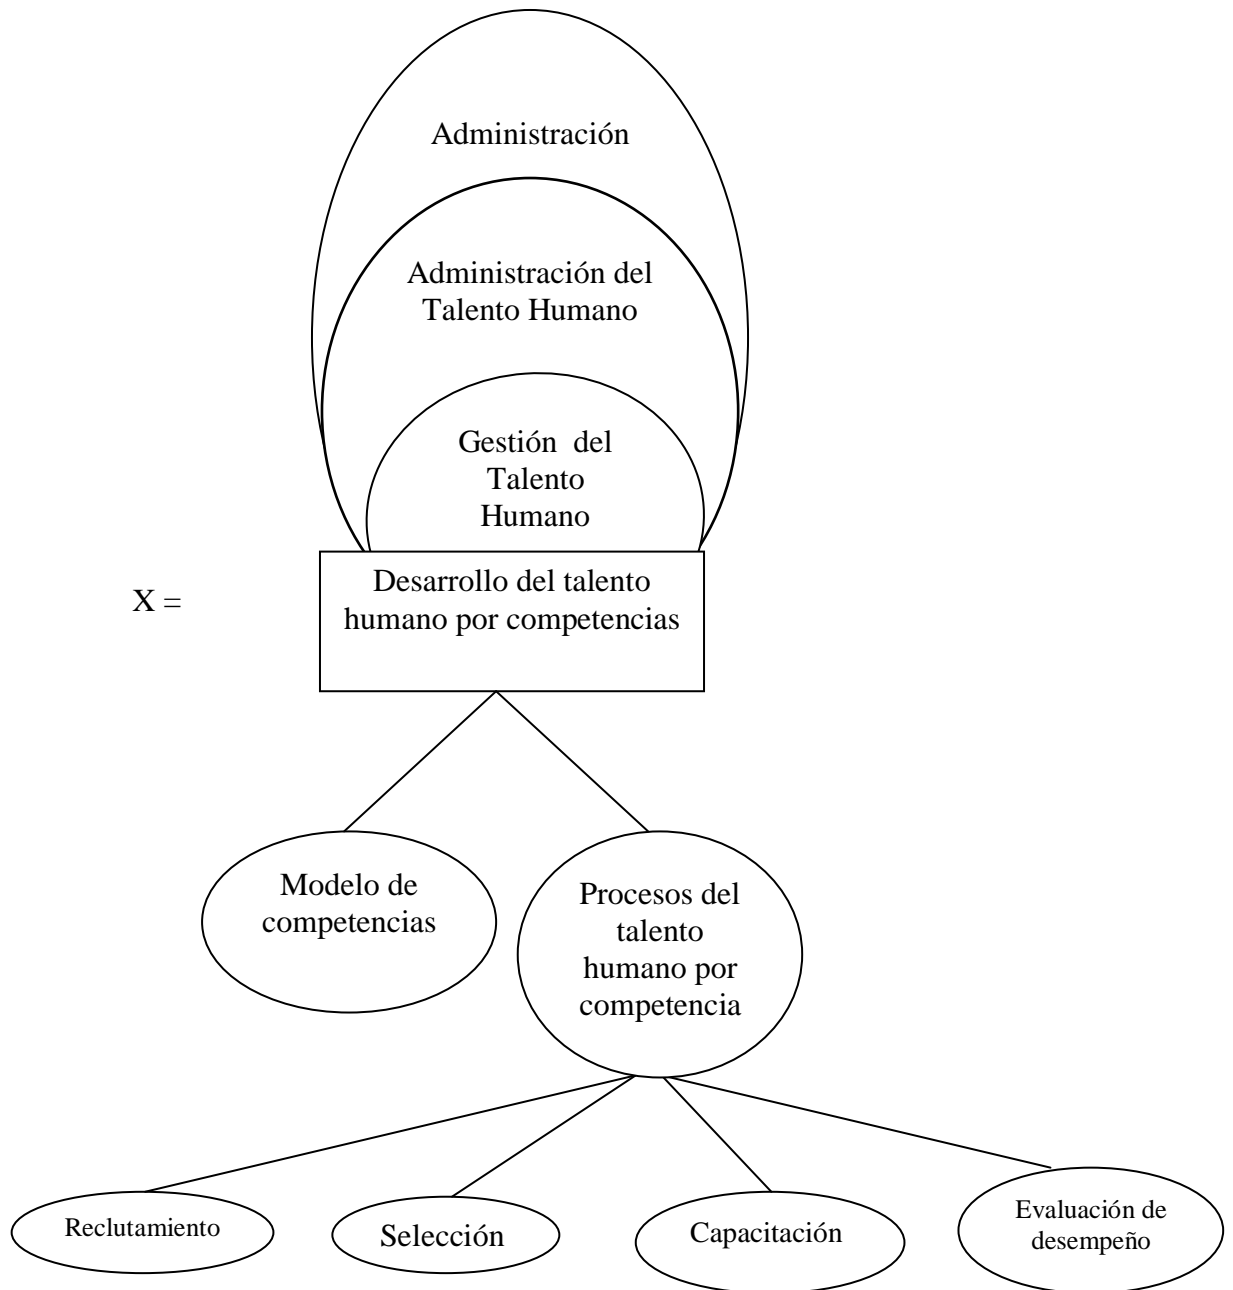 Administración
Administración del
Talento Humano
Gestión  del
Talento
Humano
X =
Desarrollo del talento
humano por competencias
Modelo de
competencias
Procesos del
talento
humano por
competencia
Reclutamiento
Selección
Capacitación
Evaluación de
desempeño